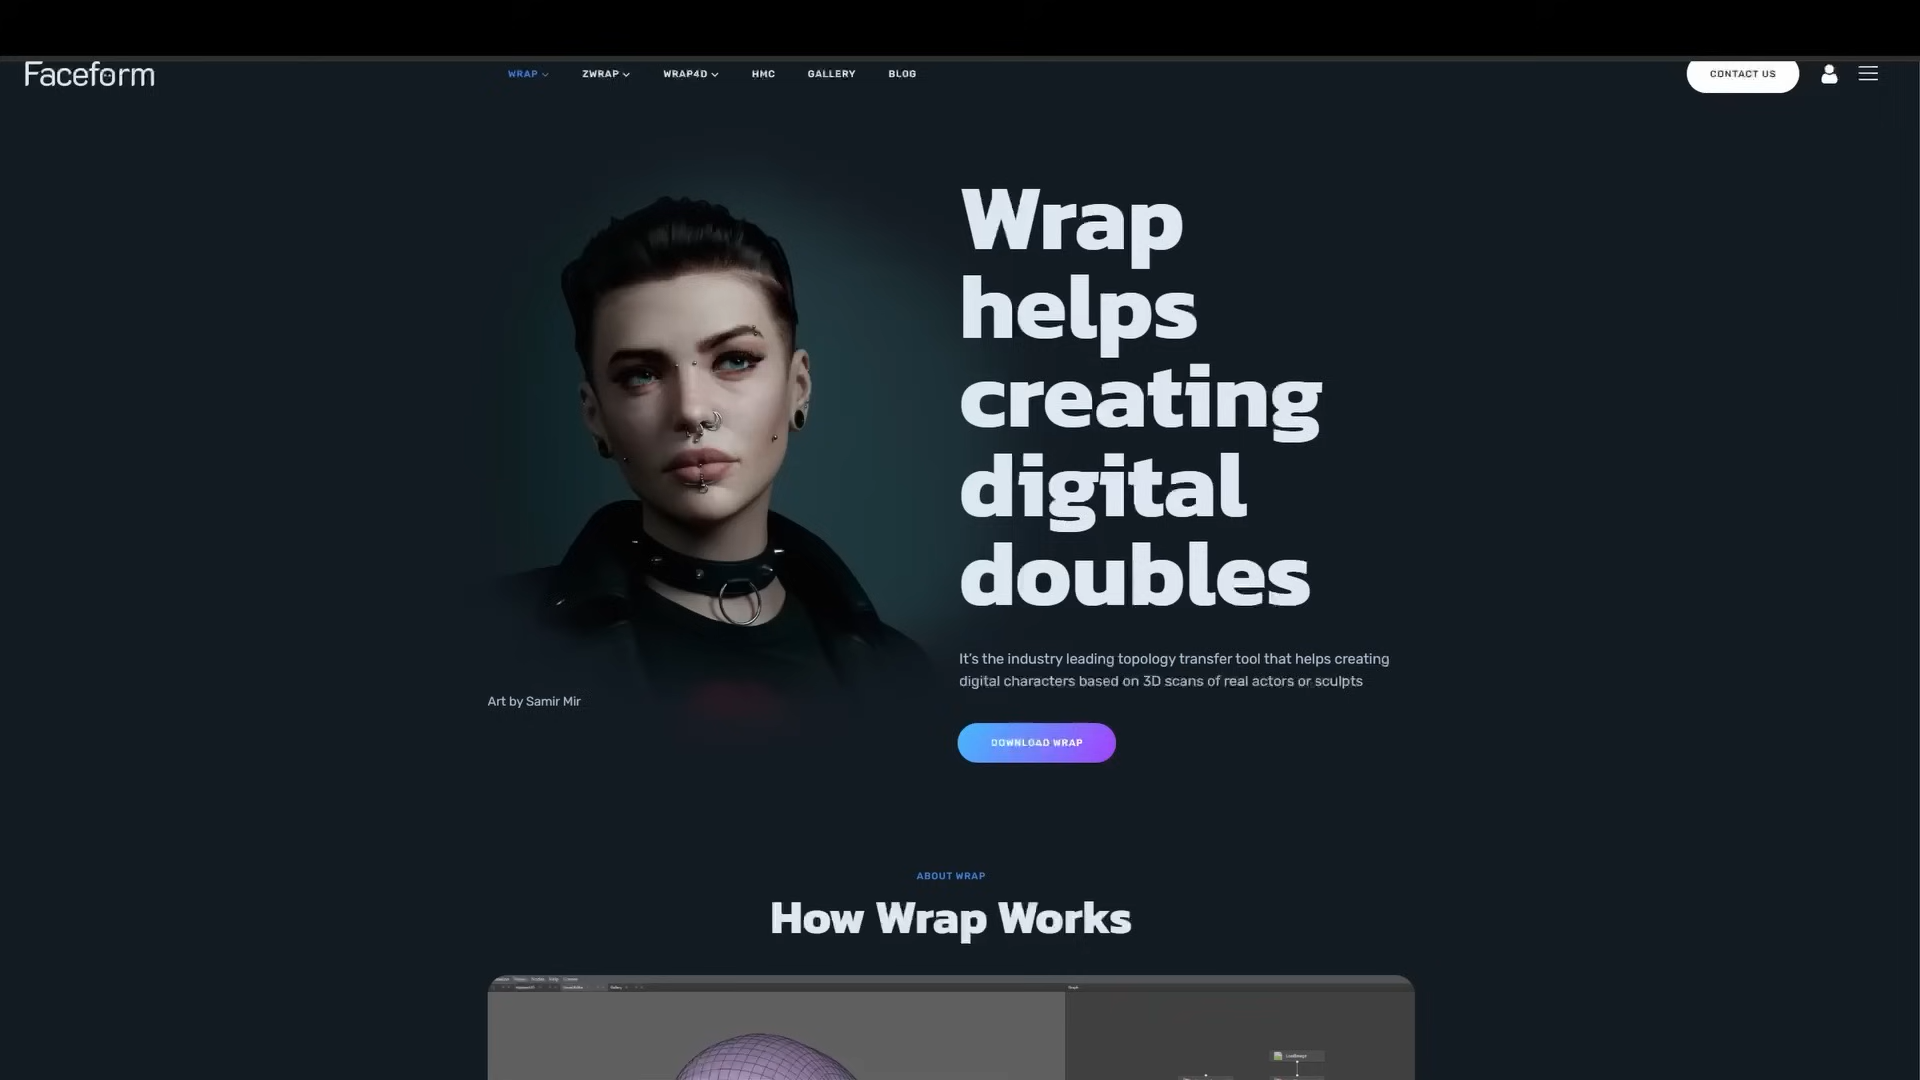 Faceform
WRAP ZWRAP WRAP4D HMC GALLERY BLOG
CONTACT US
Wrap
helps
creating
digital
doubles
It's the industry leading topology transfer tool that helps creating
digital characters based on 3D scans of real actors or sculpts
Art by Samir Mir
DOWNLOAD WRAP
ABOUT WRAP
How Wrap Works